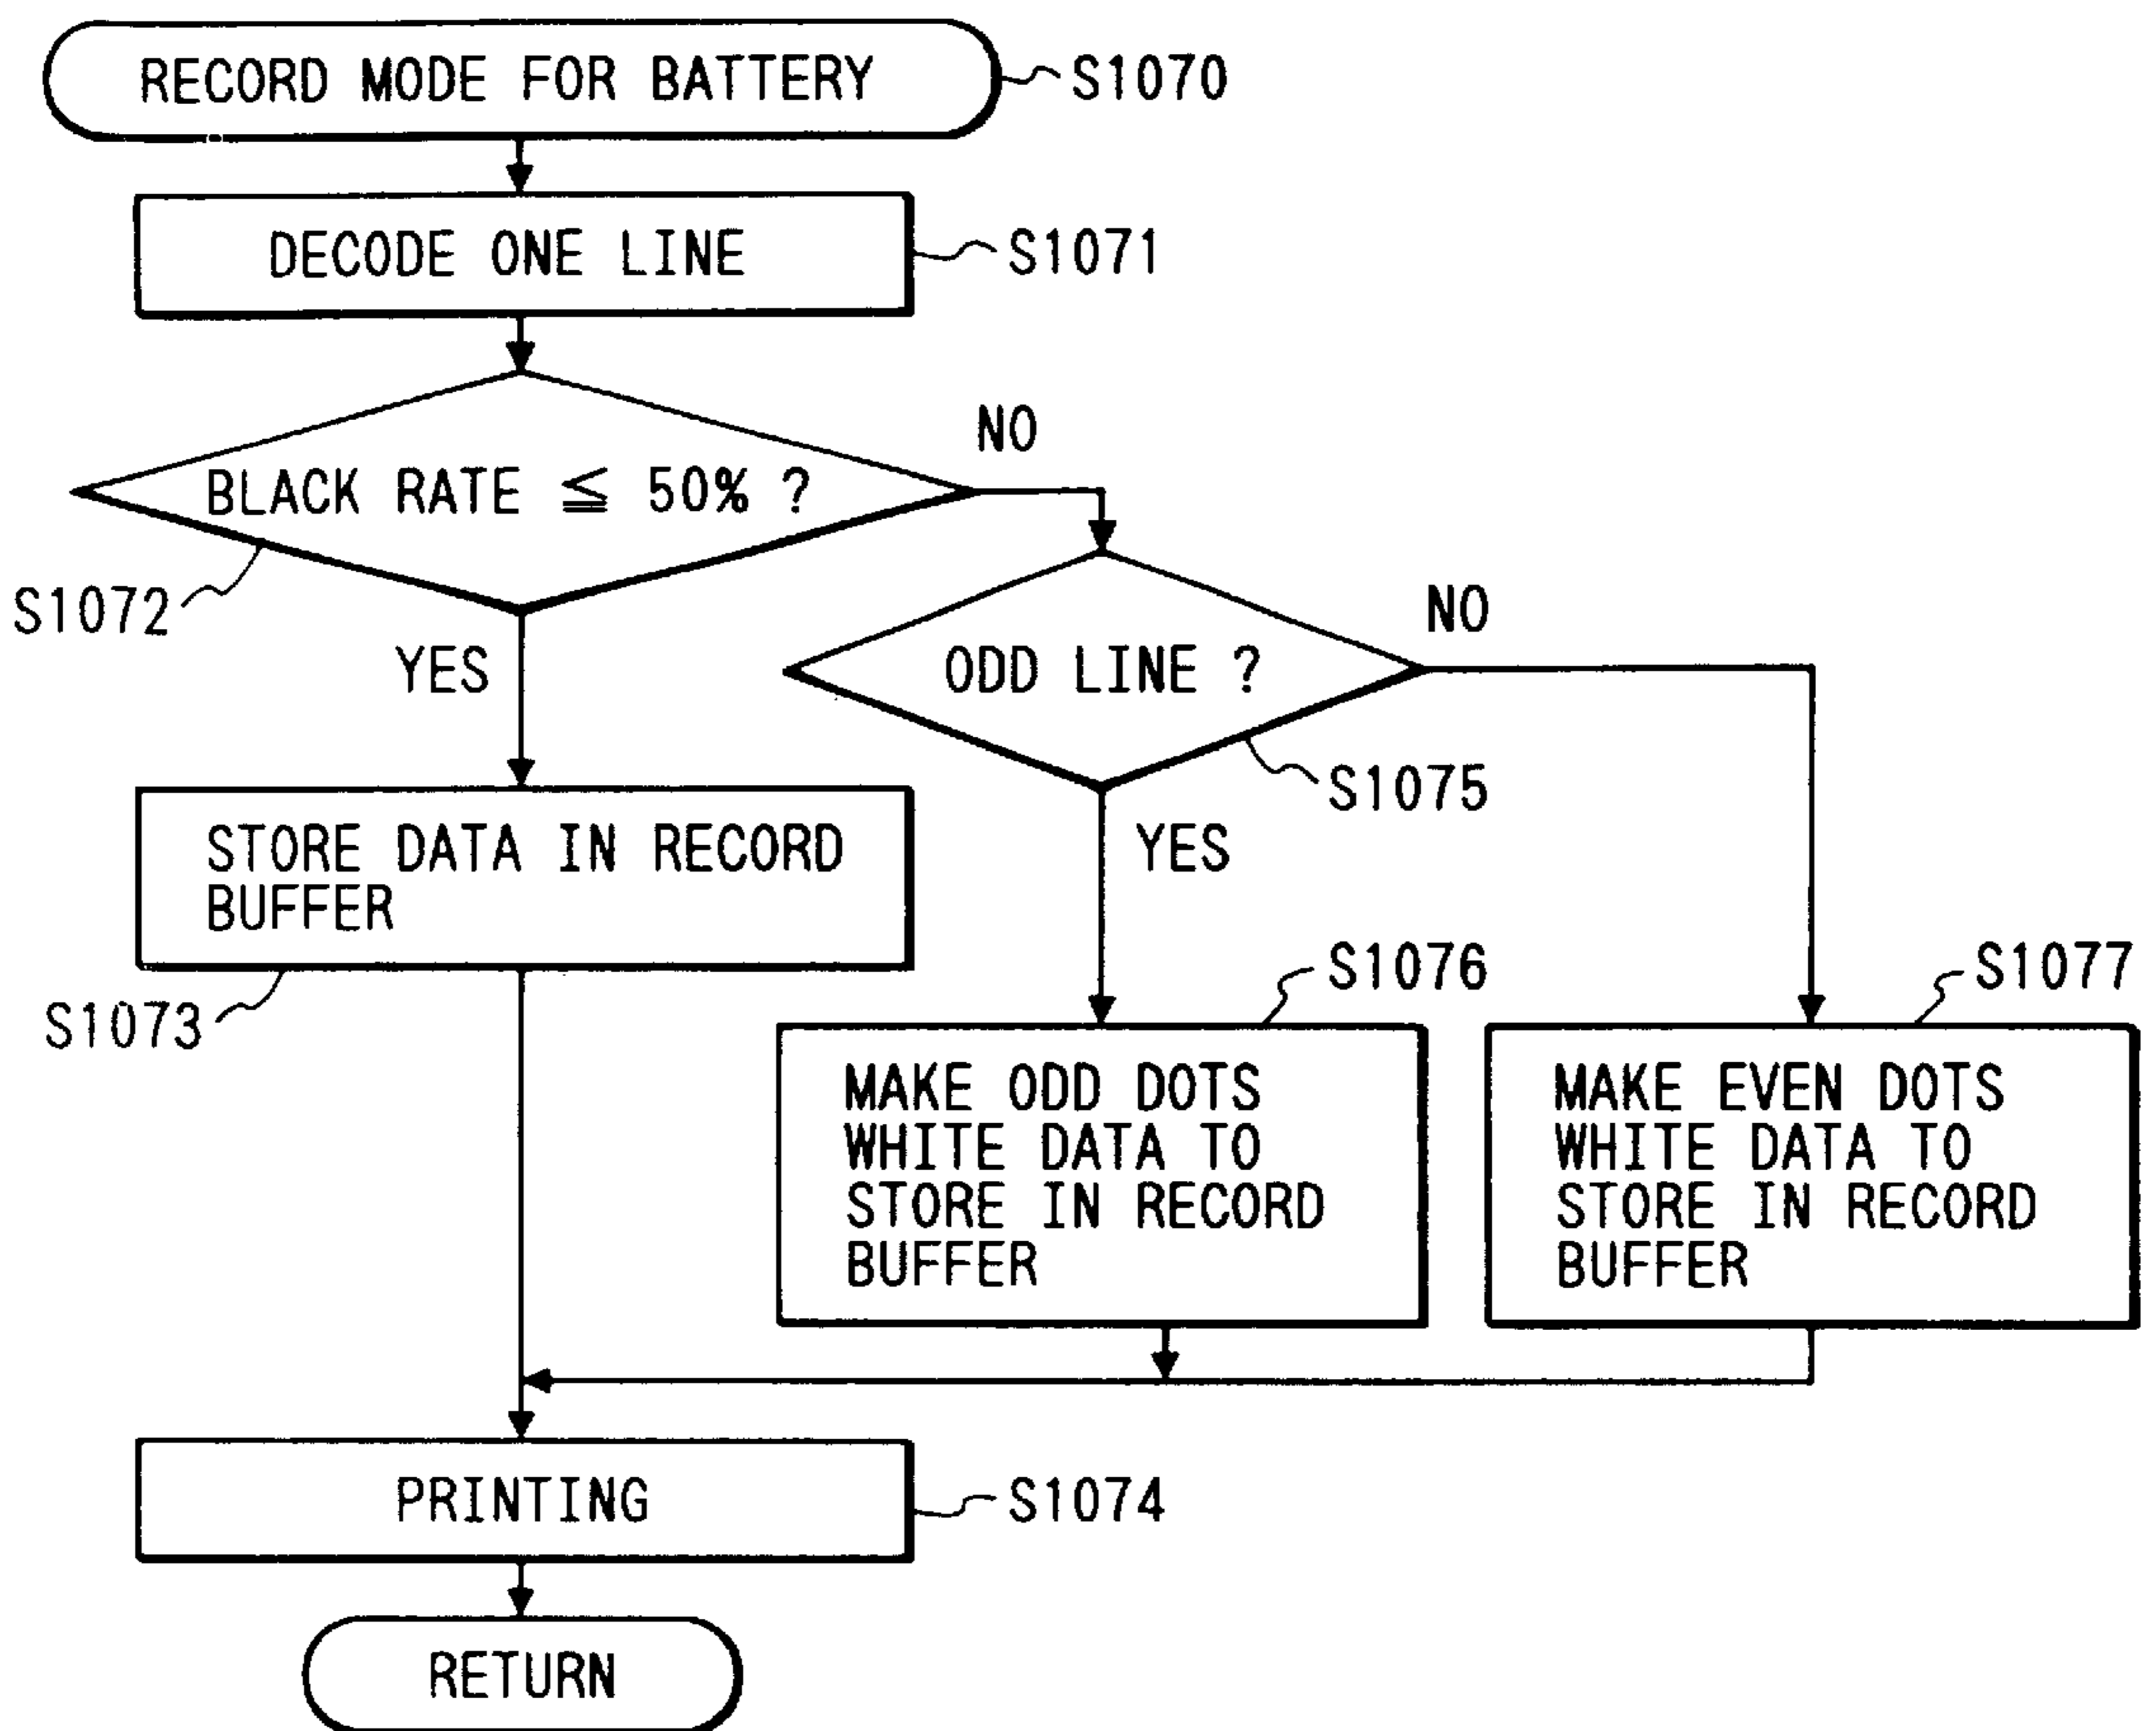 RECORD MODE FOR BATTERY
S1070
DECODE ONE LINE
S1071
NO
BLACK RATE ≦ 50% ?
S1072
YES
NO
ODD LINE ?
S1075
STORE DATA IN RECORD
BUFFER
S1073
YES
S1076
S1077
MAKE ODD DOTS
WHITE DATA TO
STORE IN RECORD
BUFFER
MAKE EVEN DOTS
WHITE DATA TO
STORE IN RECORD
BUFFER
PRINTING
S1074
RETURN